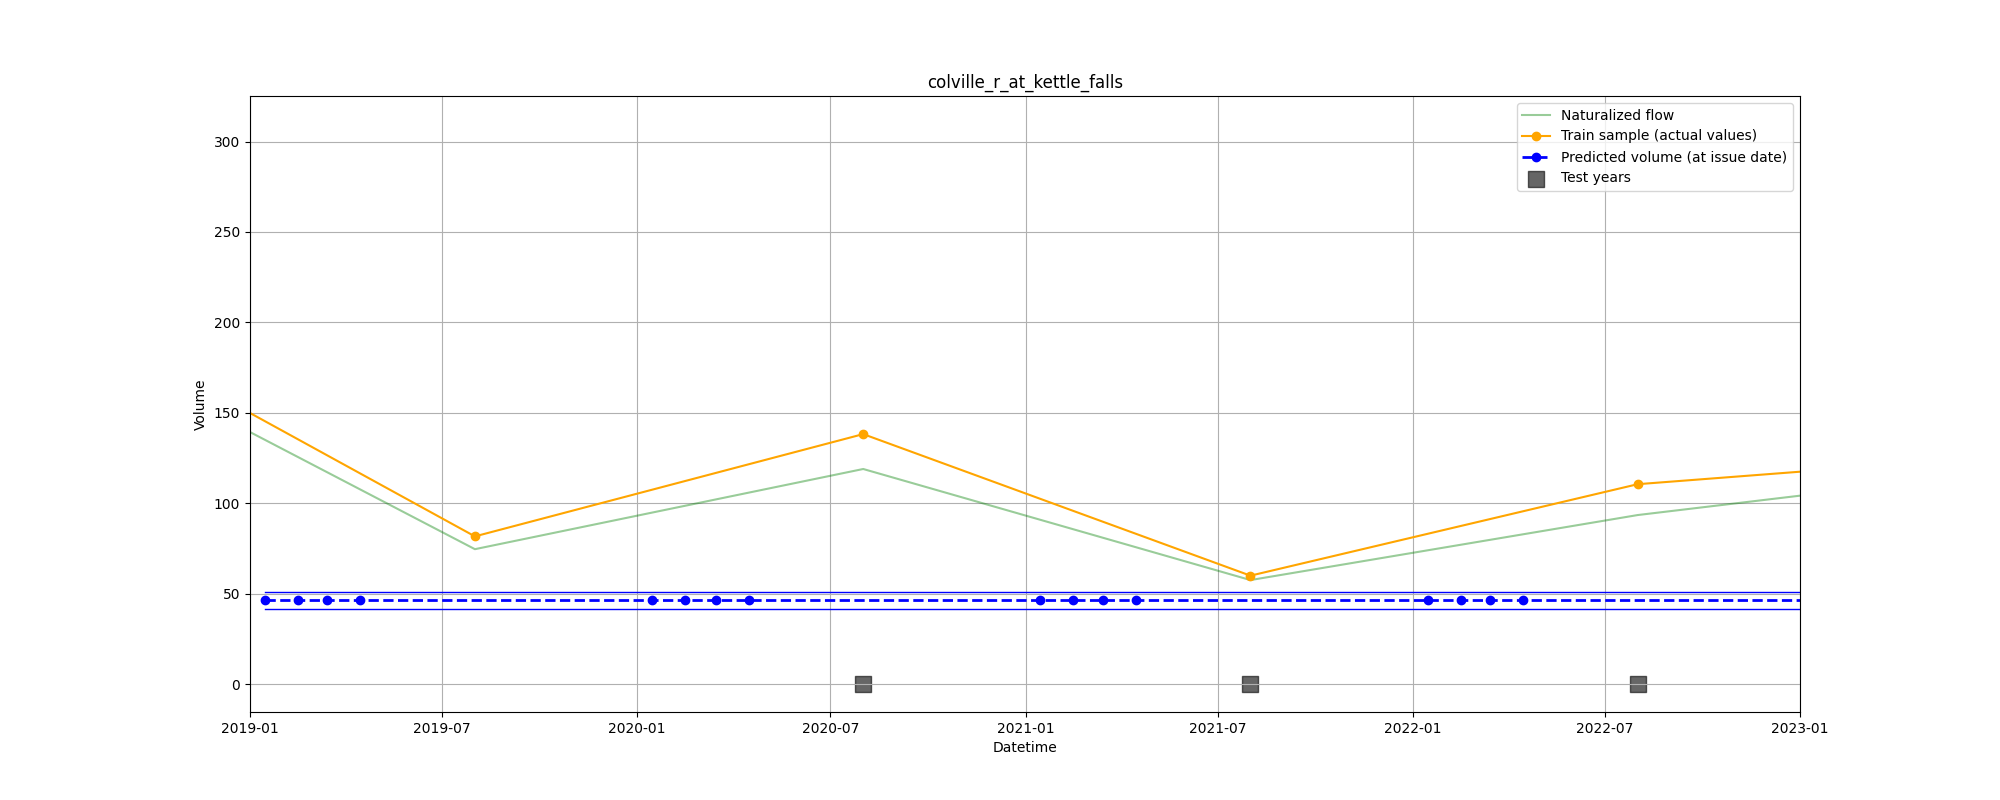 colville_r_at_kettle_falls
Naturalized flow
Train sample (actual values)
Predicted volume (at issue date)
Test years
300
250
200
150
100
50
0
Volume
2019-01 2019-07 2020-01 2020-07 2021-01 2021-07 2022-01 2022-07 2023-01
Datetime